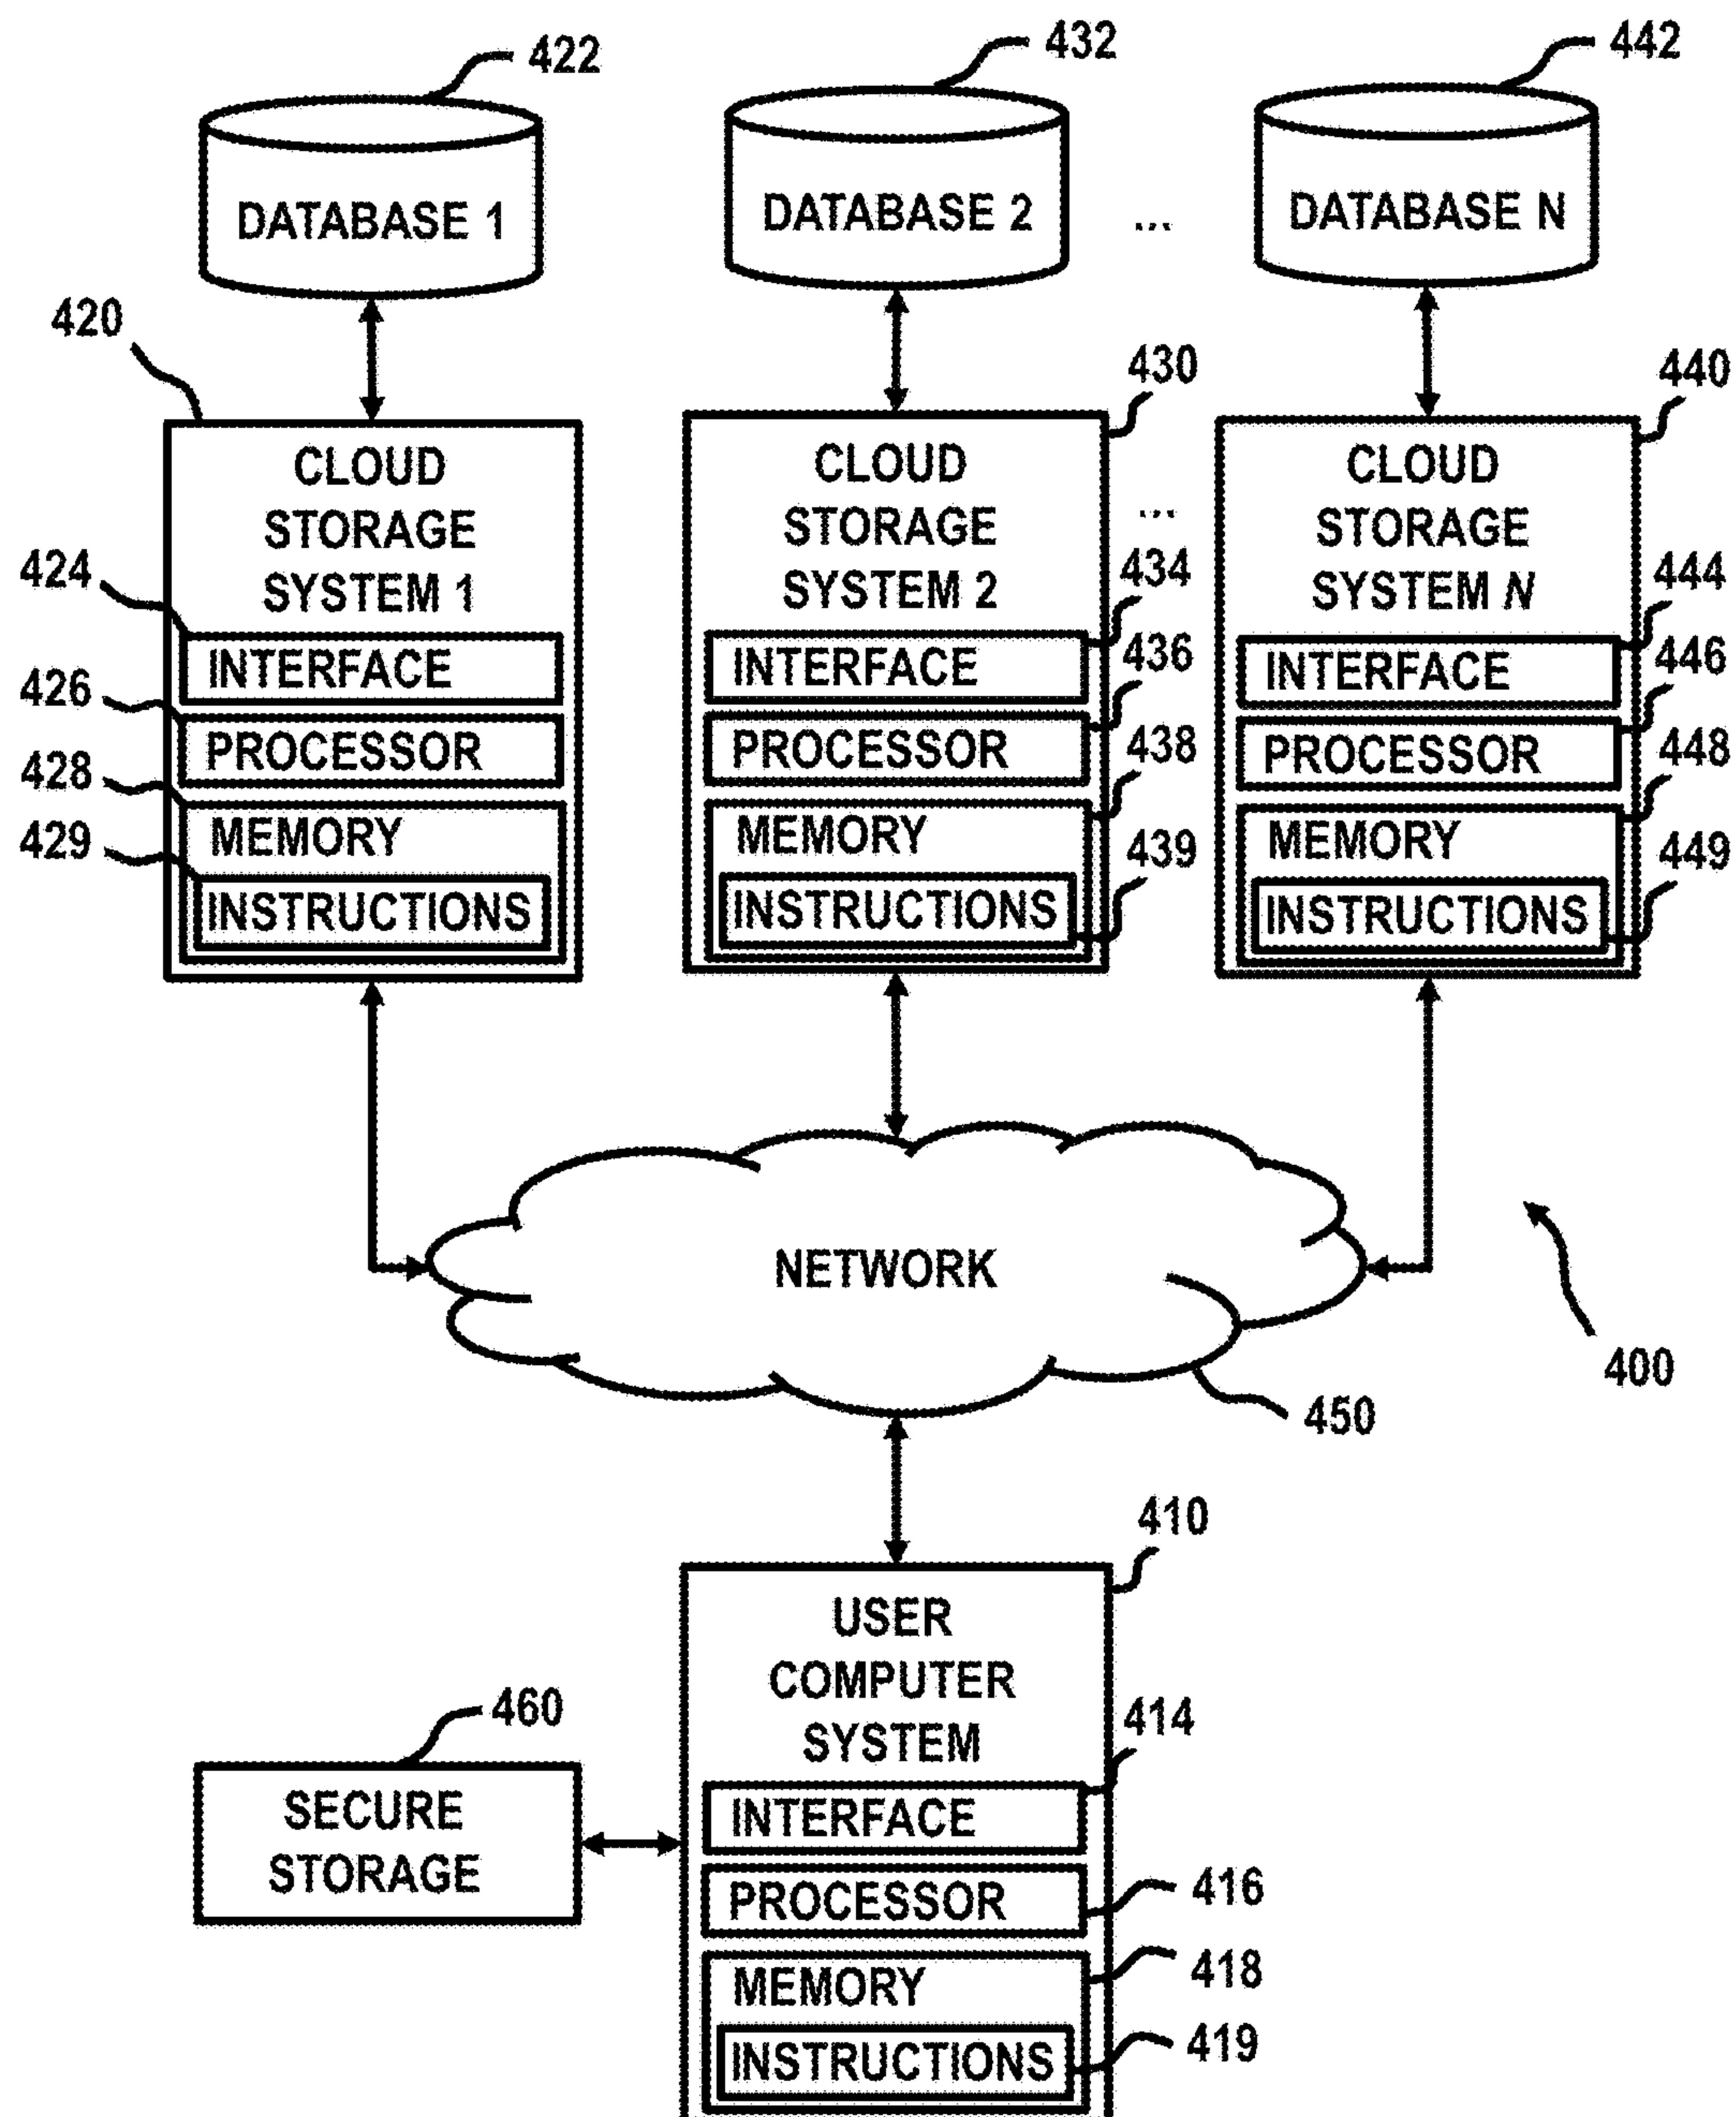 422
432
442
DATABASE 1
DATABASE 2
...
DATABASE N
420
430
440
CLOUD
STORAGE
SYSTEM 1
CLOUD
STORAGE
SYSTEM 2
...
CLOUD
STORAGE
SYSTEM N
424
INTERFACE
426
PROCESSOR
428
MEMORY
429
INSTRUCTIONS
434
INTERFACE
436
PROCESSOR
438
MEMORY
439
INSTRUCTIONS
444
INTERFACE
446
PROCESSOR
448
MEMORY
449
INSTRUCTIONS
NETWORK
400
450
410
USER
COMPUTER
SYSTEM
414
INTERFACE
416
PROCESSOR
418
MEMORY
419
INSTRUCTIONS
460
SECURE
STORAGE